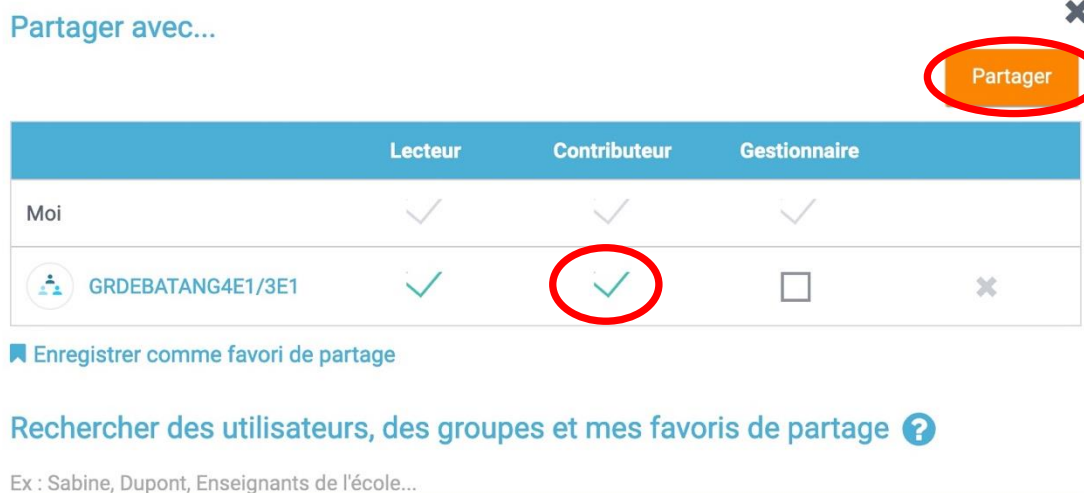 Partager avec...
Partager
Lecteur Contributeur Gestionnaire
Moi
GRDEBATANG4E1/3E1
Enregistrer comme favori de partage
Rechercher des utilisateurs, des groupes et mes favoris de partage ?
Ex : Sabine, Dupont, Enseignants de l'école...